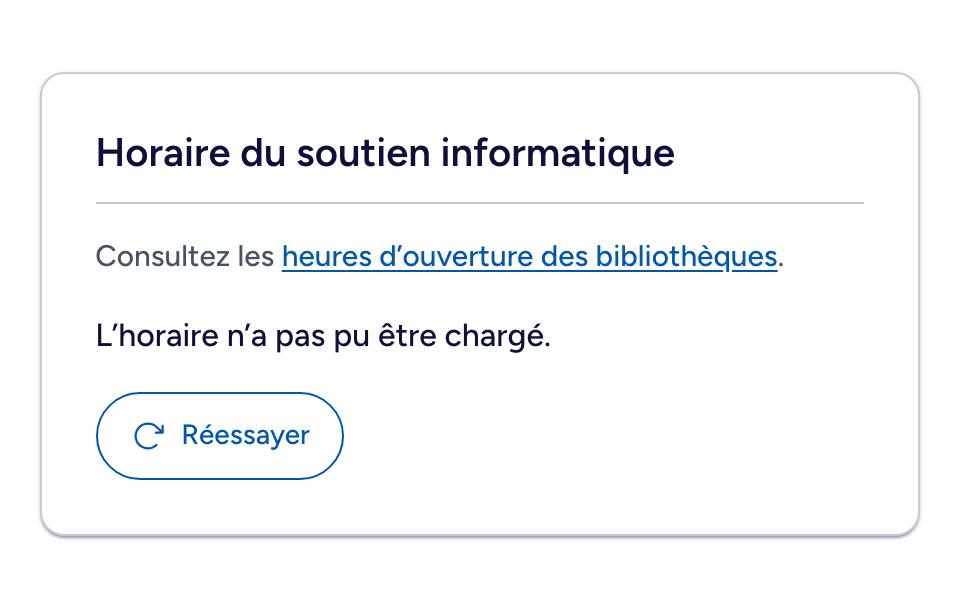 Horaire du soutien informatique
Consultez les heures d’ouverture des bibliothèques.
L’horaire n’a pas pu être chargé.
Réessayer